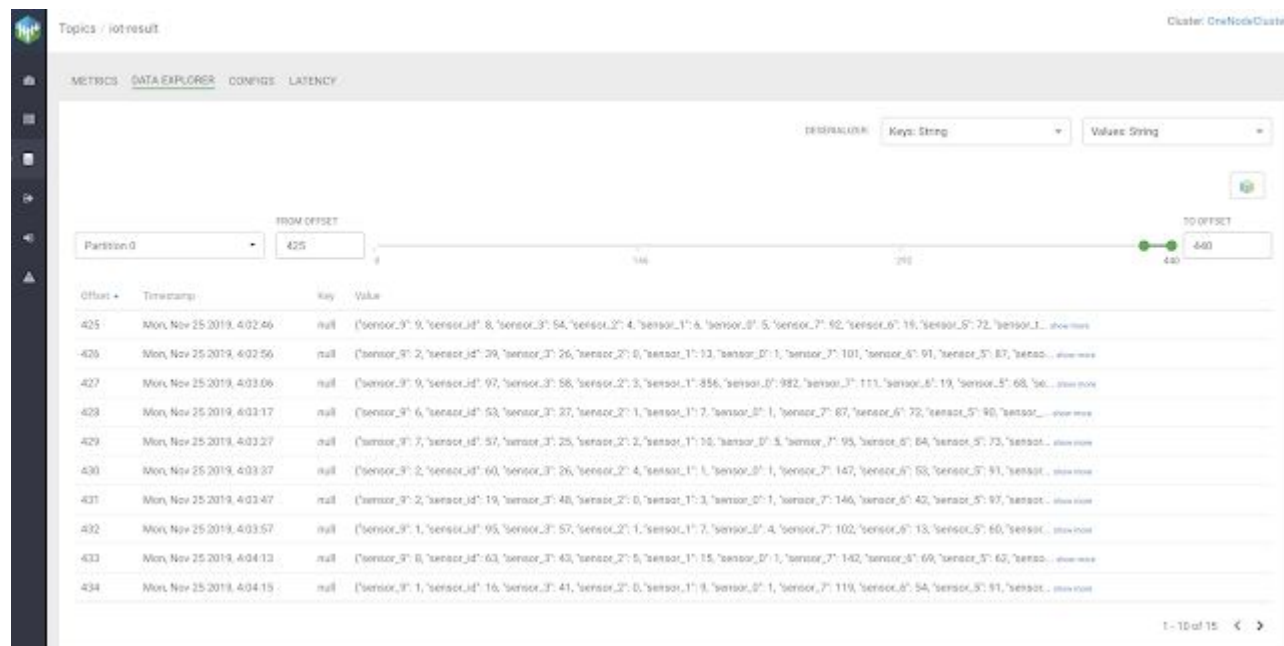 Topics / iot-result
Cluster: OneNodeCluste
METRICS DATA EXPLORER CONFIGS LATENCY
DESERIALIZER: Keys: String Values: String
FROM OFFSET TO OFFSET
Partition 0 425 440
0 146 292 440
Offset Timestamp Key Value
425 Mon, Nov 25 2019, 4:02:46 null {"sensor_9": 9, "sensor_id": 8, "sensor_3": 54, "sensor_2": 4, "sensor_1": 6, "sensor_0": 5, "sensor_7": 92, "sensor_6": 19, "sensor_5": 72, "sensor_t... show more
426 Mon, Nov 25 2019, 4:02:56 null {"sensor_9": 2, "sensor_id": 39, "sensor_3": 26, "sensor_2": 0, "sensor_1": 13, "sensor_0": 1, "sensor_7": 101, "sensor_6": 91, "sensor_5": 87, "senso... show more
427 Mon, Nov 25 2019, 4:03:06 null {"sensor_9": 9, "sensor_id": 97, "sensor_3": 58, "sensor_2": 3, "sensor_1": 856, "sensor_0": 982, "sensor_7": 111, "sensor_6": 19, "sensor_5": 68, "se... show more
428 Mon, Nov 25 2019, 4:03:17 null {"sensor_9": 6, "sensor_id": 53, "sensor_3": 37, "sensor_2": 1, "sensor_1": 7, "sensor_0": 1, "sensor_7": 87, "sensor_6": 72, "sensor_5": 90, "sensor_... show more
429 Mon, Nov 25 2019, 4:03:27 null {"sensor_9": 7, "sensor_id": 57, "sensor_3": 25, "sensor_2": 2, "sensor_1": 10, "sensor_0": 5, "sensor_7": 95, "sensor_6": 84, "sensor_5": 73, "sensor... show more
430 Mon, Nov 25 2019, 4:03:37 null {"sensor_9": 2, "sensor_id": 60, "sensor_3": 26, "sensor_2": 4, "sensor_1": 1, "sensor_0": 1, "sensor_7": 147, "sensor_6": 53, "sensor_5": 91, "sensor... show more
431 Mon, Nov 25 2019, 4:03:47 null {"sensor_9": 2, "sensor_id": 19, "sensor_3": 48, "sensor_2": 0, "sensor_1": 3, "sensor_0": 1, "sensor_7": 146, "sensor_6": 42, "sensor_5": 97, "sensor... show more
432 Mon, Nov 25 2019, 4:03:57 null {"sensor_9": 1, "sensor_id": 95, "sensor_3": 57, "sensor_2": 1, "sensor_1": 7, "sensor_0": 4, "sensor_7": 102, "sensor_6": 13, "sensor_5": 60, "sensor... show more
433 Mon, Nov 25 2019, 4:04:13 null {"sensor_9": 8, "sensor_id": 63, "sensor_3": 43, "sensor_2": 5, "sensor_1": 15, "sensor_0": 1, "sensor_7": 142, "sensor_6": 69, "sensor_5": 62, "senso... show more
434 Mon, Nov 25 2019, 4:04:15 null {"sensor_9": 1, "sensor_id": 16, "sensor_3": 41, "sensor_2": 0, "sensor_1": 9, "sensor_0": 1, "sensor_7": 119, "sensor_6": 54, "sensor_5": 91, "sensor... show more
1 - 10 of 15